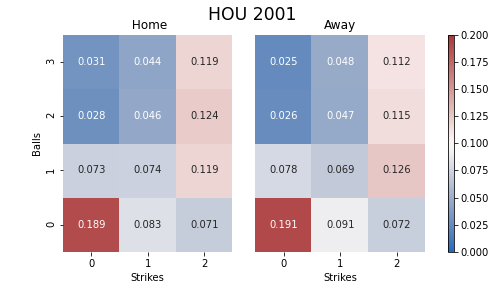 HOU 2001
Home
Away
3
0.031 0.044 0.119
0.025 0.048 0.112
2
0.028 0.046 0.124
0.026 0.047 0.115
1
0.073 0.074 0.119
0.078 0.069 0.126
0
0.189 0.083 0.071
0.191 0.091 0.072
Balls
0 1 2
0 1 2
Strikes
Strikes
0.200
0.175
0.150
0.125
0.100
0.075
0.050
0.025
0.000